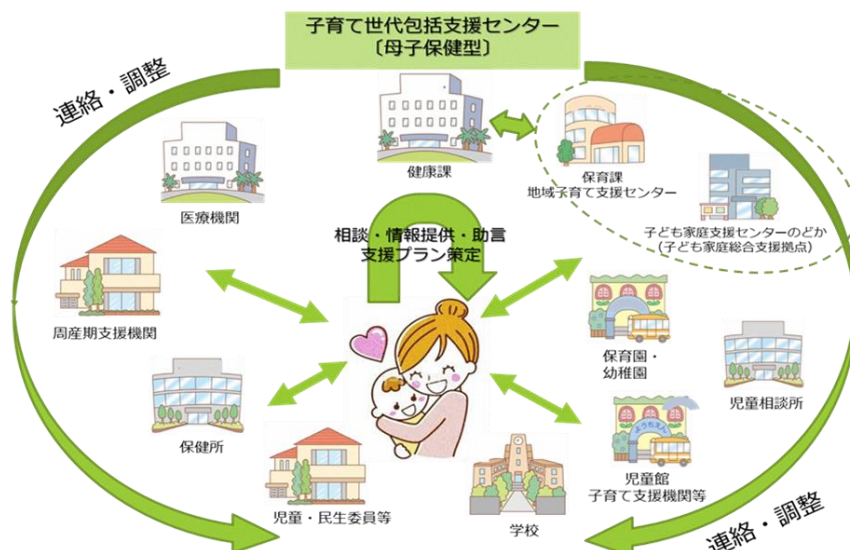 子育て世代包括支援センター
〔母子保健型〕
連絡・調整
健康課
保育課
地域子育て支援センター
医療機関
子ども家庭支援センターのどか
(子ども家庭総合支援拠点)
相談・情報提供・助言
支援プラン策定
周産期支援機関
保育園・
幼稚園
児童相談所
保健所
ようちえん
児童館
子育て支援機関等
児童・民生委員等
学校
連絡・調整